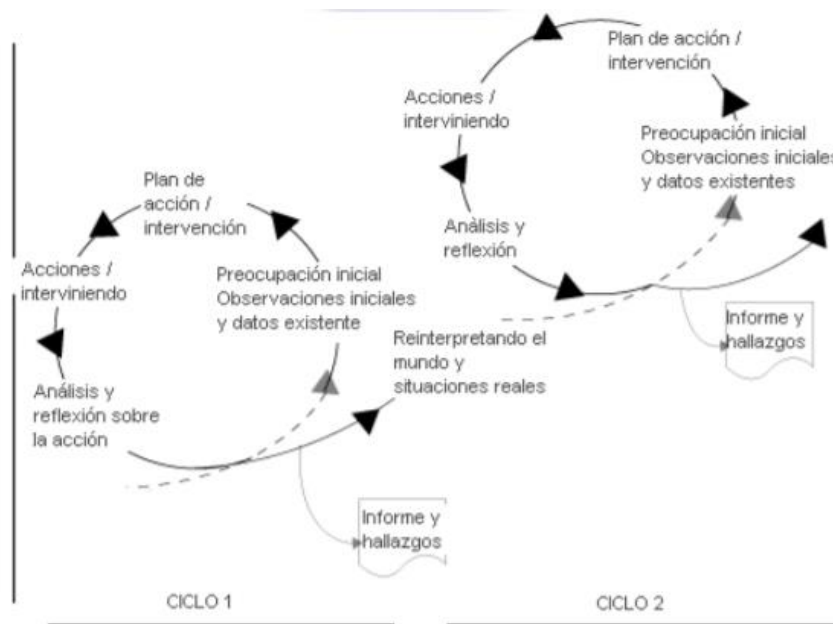 Plan de
acción /
intervención
Acciones /
interviniendo
Preocupación inicial
Observaciones iniciales
y datos existente
Análisis y
reflexión sobre
la acción
Reinterpretando el
mundo y
situaciones reales
Informe y
hallazgos
CICLO 1
Plan de acción /
intervención
Acciones /
interviniendo
Preocupación inicial
Observaciones iniciales
y datos existentes
Anàlisis y
reflexión
Informe y
hallazgos
CICLO 2